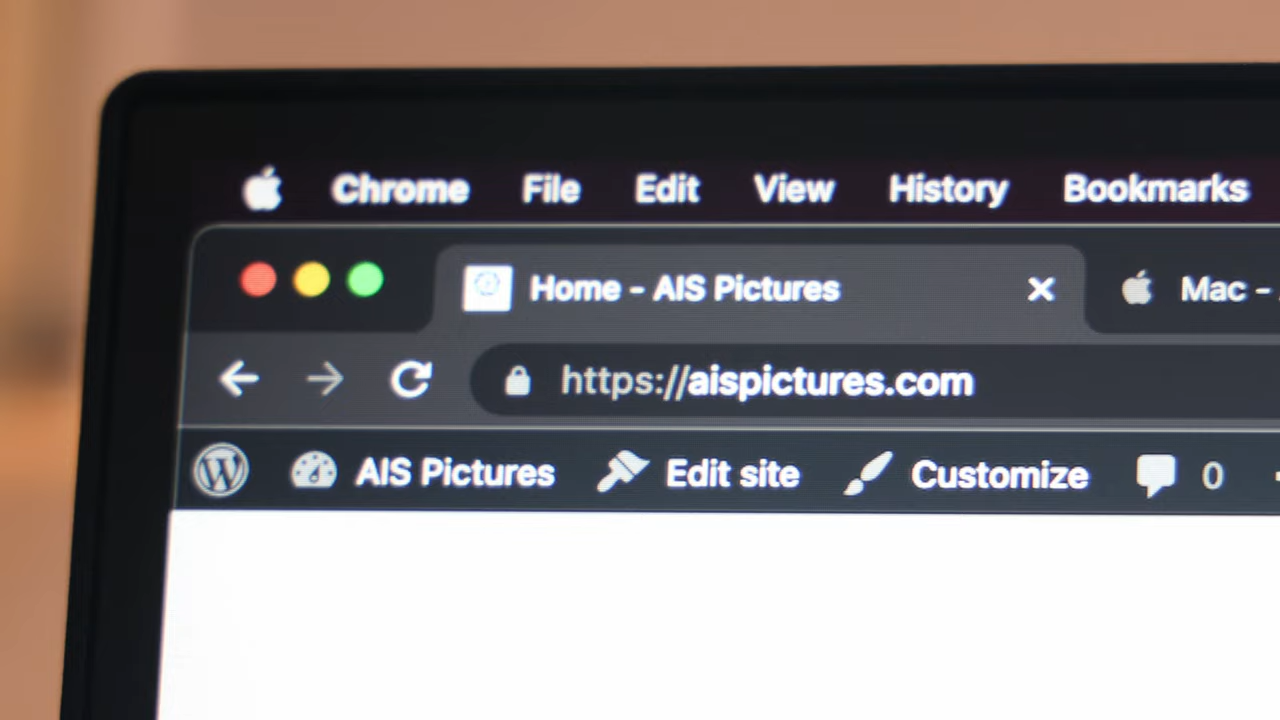 Chrome File Edit View History Bookmarks
Home - AIS Pictures Mac -
https://aispictures.com
AIS Pictures Edit site Customize 0